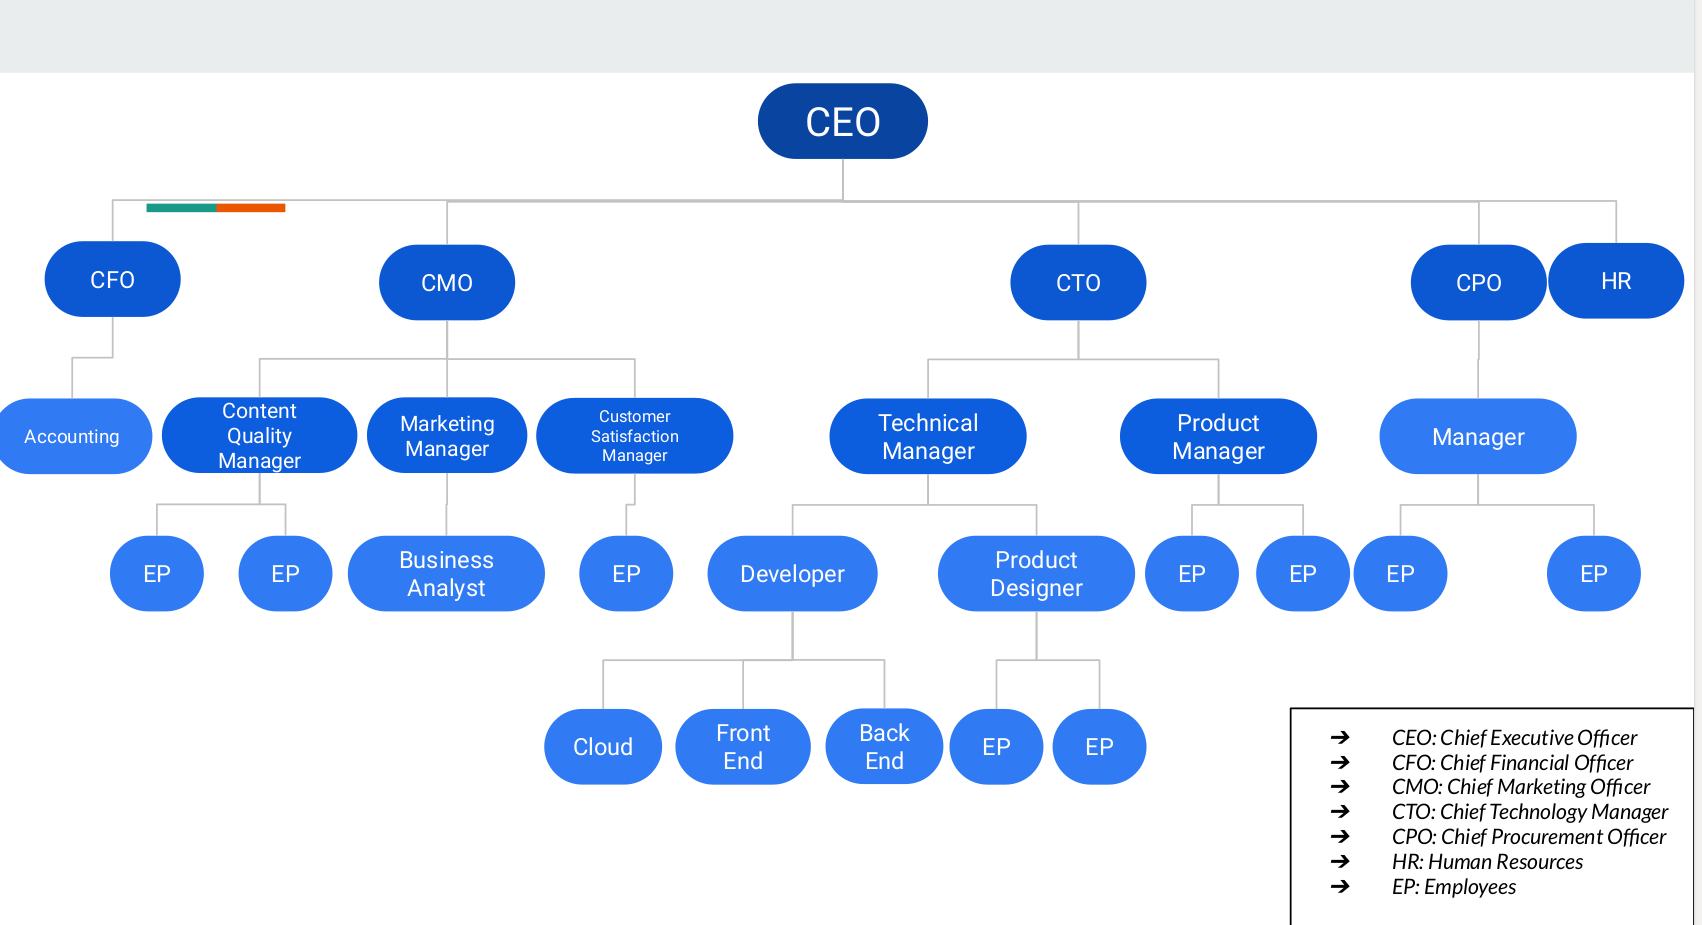 CEO
CFO
CMO
CTO
CPO
HR
Accounting
Content
Quality
Manager
Marketing
Manager
Customer
Satisfaction
Manager
Technical
Manager
Product
Manager
Manager
EP
EP
Business
Analyst
EP
Developer
Product
Designer
EP
EP
EP
EP
Cloud
Front
End
Back
End
EP
EP
➔ CEO: Chief Executive Officer
➔ CFO: Chief Financial Officer
➔ CMO: Chief Marketing Officer
➔ CTO: Chief Technology Manager
➔ CPO: Chief Procurement Officer
➔ HR: Human Resources
➔ EP: Employees